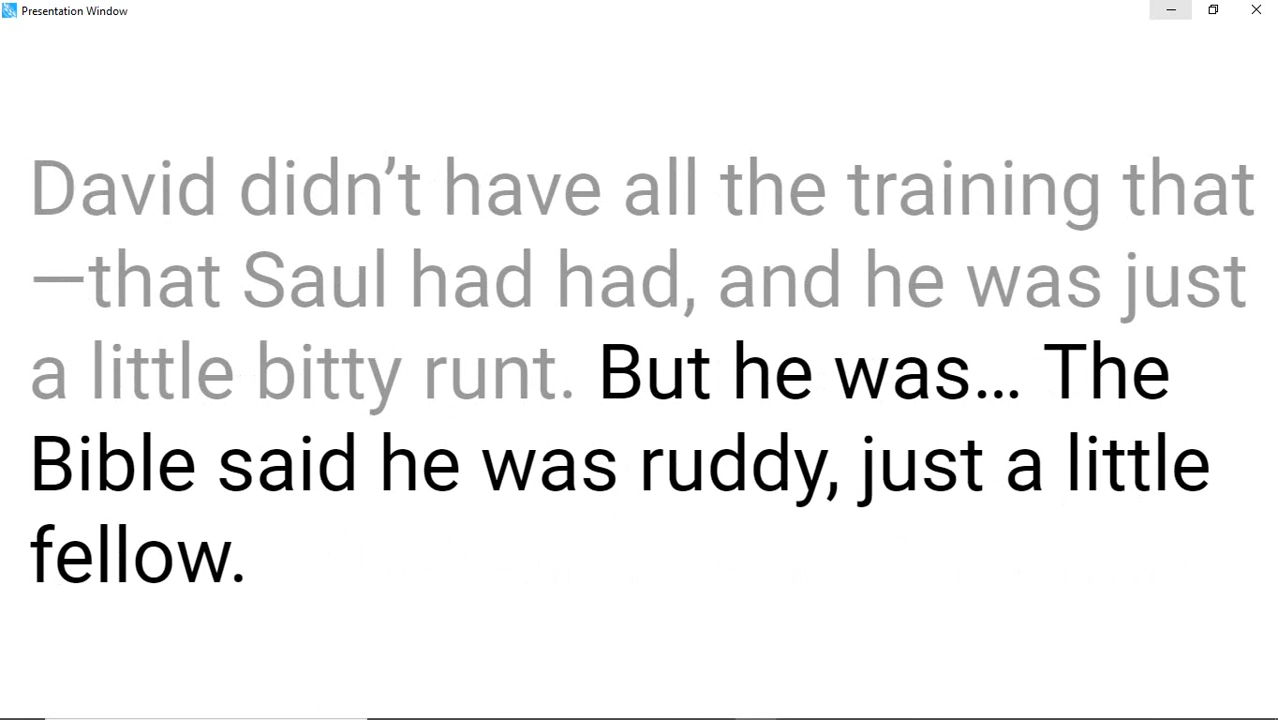 Presentation Window
David didn’t have all the training that
—that Saul had had, and he was just
a little bitty runt. But he was… The
Bible said he was ruddy, just a little
fellow.